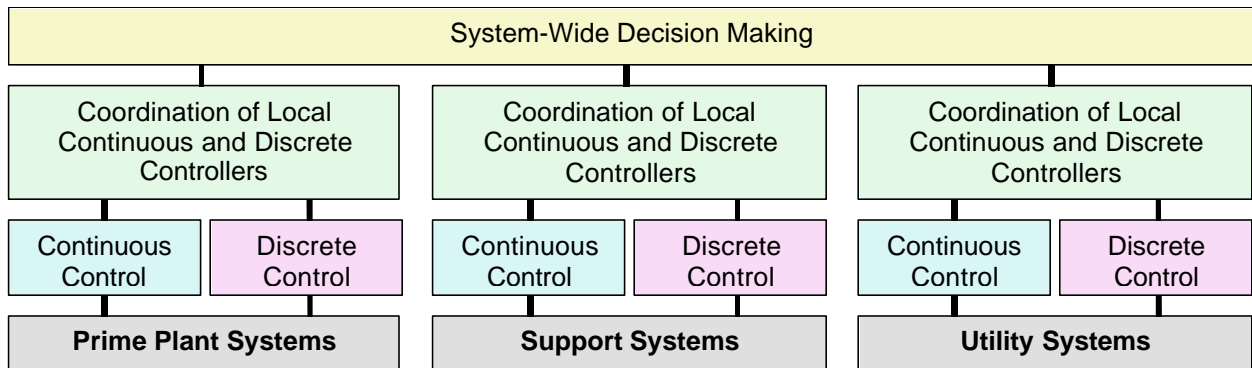 System-Wide Decision Making
Coordination of Local
Continuous and Discrete
Controllers
Coordination of Local
Continuous and Discrete
Controllers
Coordination of Local
Continuous and Discrete
Controllers
Continuous
Control
Discrete
Control
Continuous
Control
Discrete
Control
Continuous
Control
Discrete
Control
Prime Plant Systems
Support Systems
Utility Systems